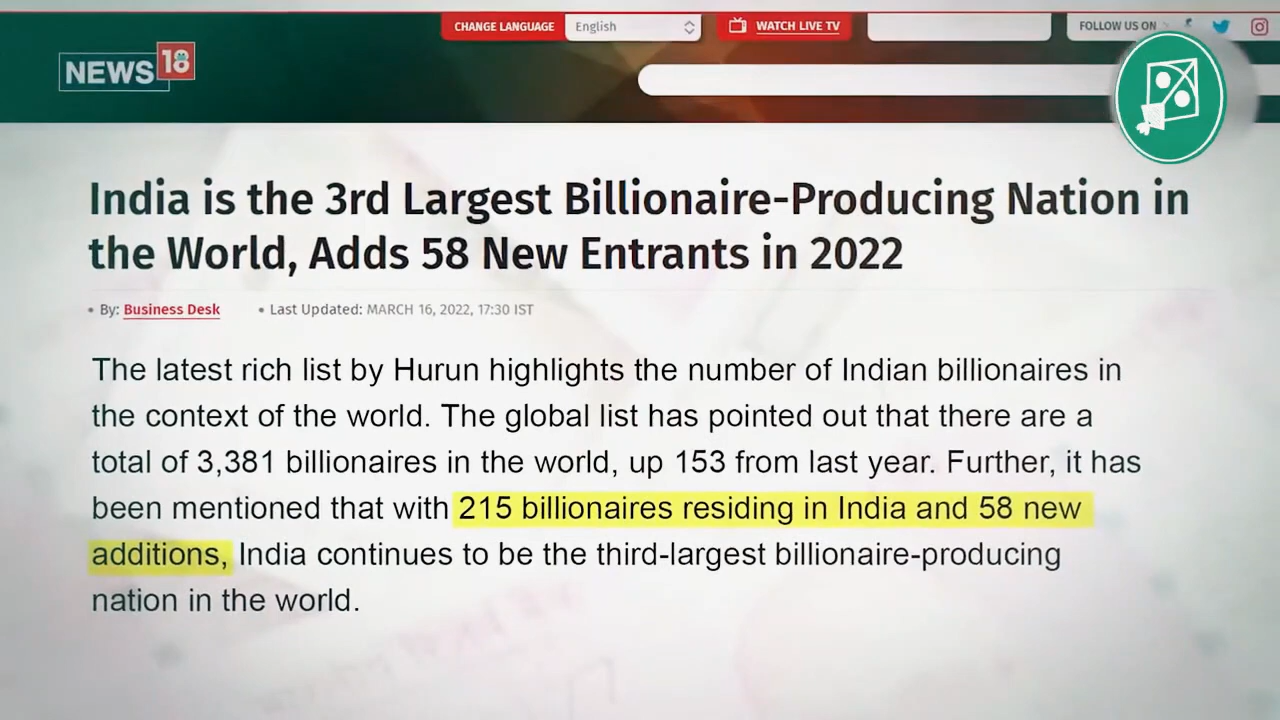 CHANGE LANGUAGE English WATCH LIVE TV FOLLOW US ON
NEWS 18
India is the 3rd Largest Billionaire-Producing Nation in
the World, Adds 58 New Entrants in 2022
• By: Business Desk • Last Updated: MARCH 16, 2022, 17:30 IST
The latest rich list by Hurun highlights the number of Indian billionaires in
the context of the world. The global list has pointed out that there are a
total of 3,381 billionaires in the world, up 153 from last year. Further, it has
been mentioned that with 215 billionaires residing in India and 58 new
additions, India continues to be the third-largest billionaire-producing
nation in the world.